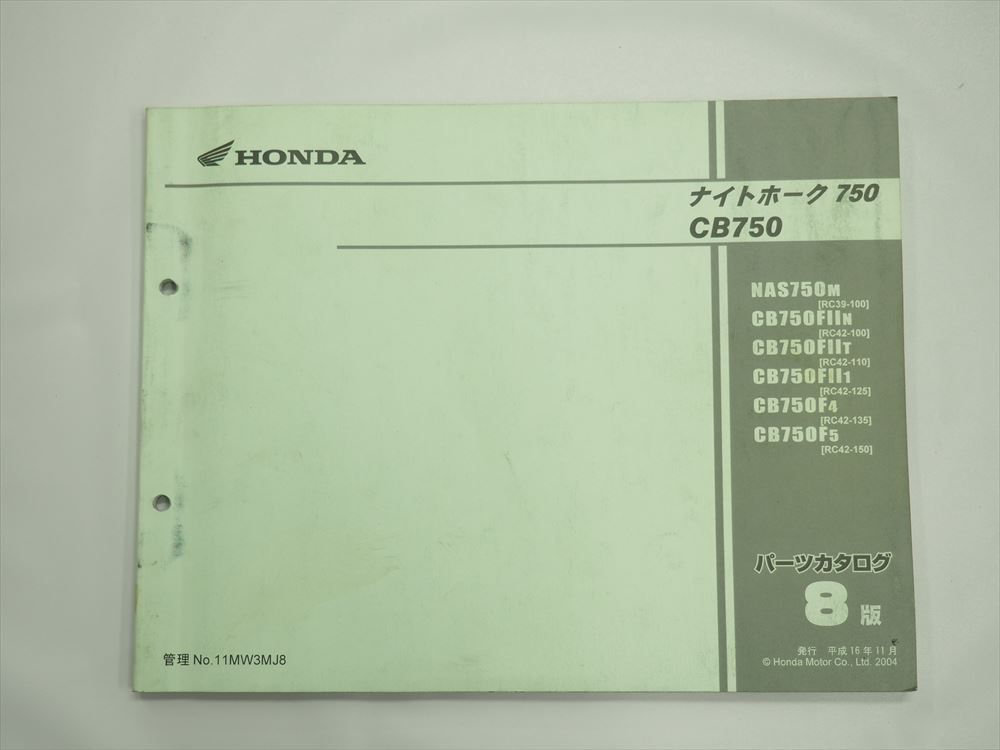 HONDA
ナイトホーク 750
CB750
NAS750M
[RC39-100]
CB750FIIN
[RC42-100]
CB750FIIT
[RC42-110]
CB750FII1
[RC42-125]
CB750F4
[RC42-135]
CB750F5
[RC42-150]
パーツカタログ
8 版
管理 No.11MW3MJ8
発行 平成 16 年 11 月
© Honda Motor Co., Ltd. 2004